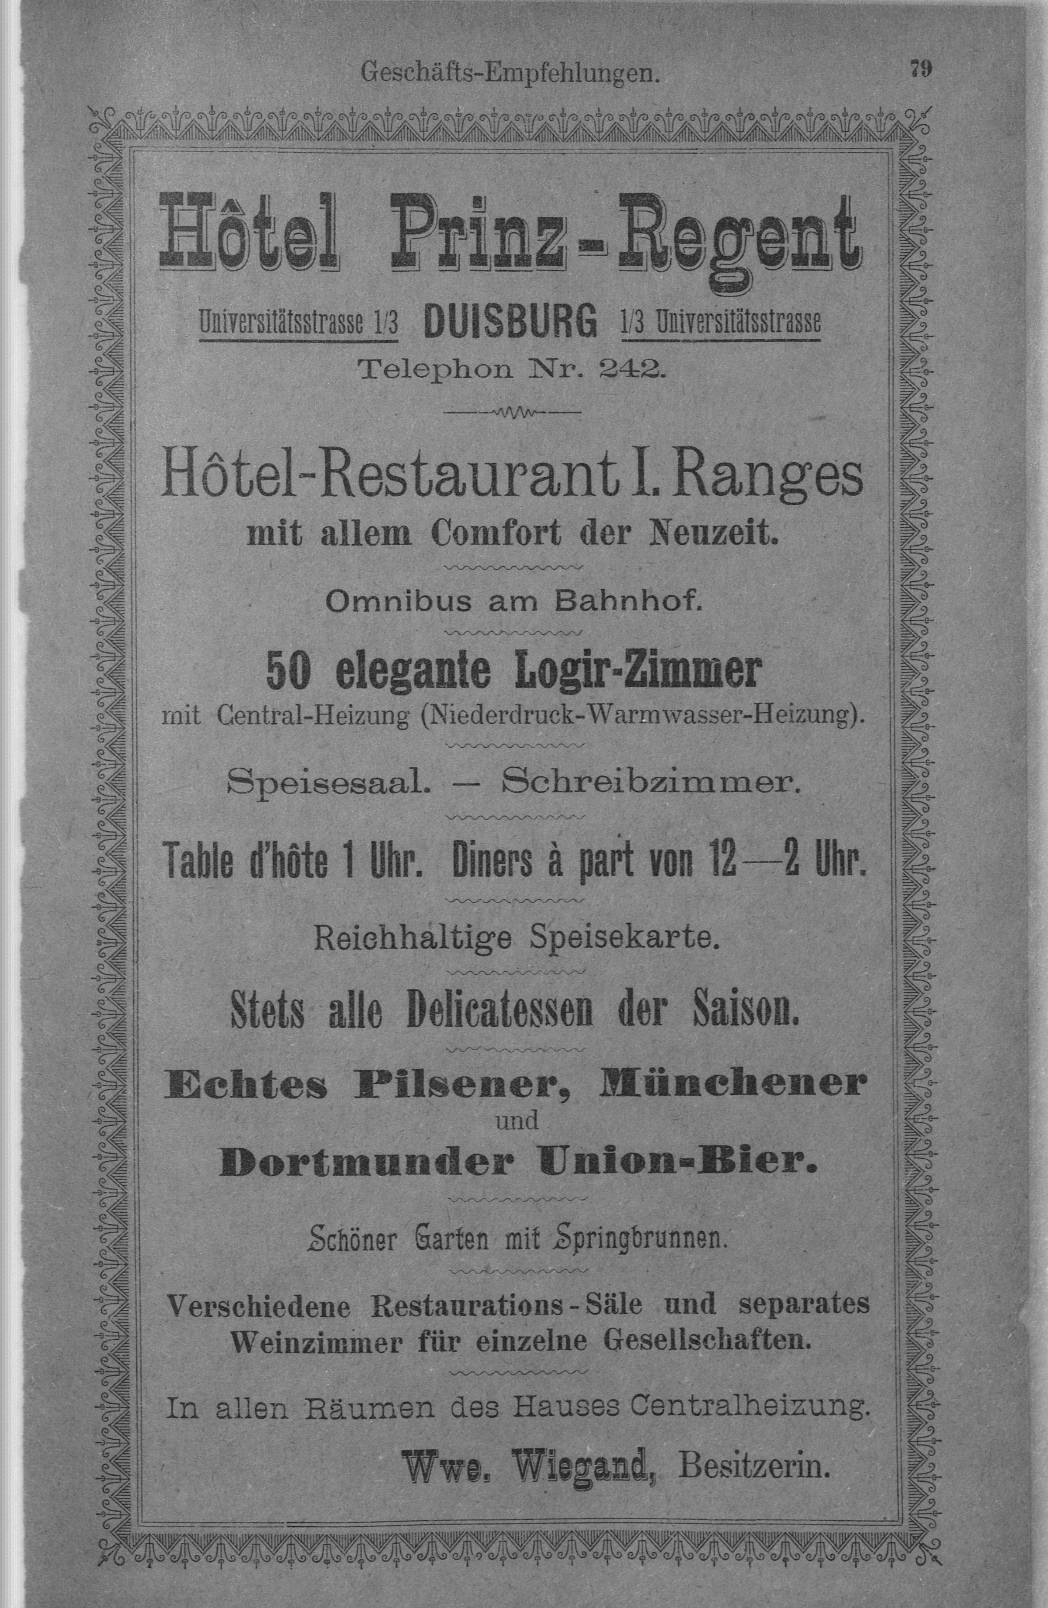 Geschäfts-Empfehlungen. 79
Hôtel Prinz-Regent
Universitätsstrasse 1/3 DUISBURG 1/3 Universitätsstrasse
Telephon Nr. 242.
Hôtel-Restaurant I. Ranges
mit allem Comfort der Neuzeit.
Omnibus am Bahnhof.
50 elegante Logir-Zimmer
mit Central-Heizung (Niederdruck-Warmwasser-Heizung).
Speisesaal. — Schreibzimmer.
Table d'hôte 1 Uhr. Diners à part von 12—2 Uhr.
Reichhaltige Speisekarte.
Stets alle Delicatessen der Saison.
Echtes Pilsener, Münchener
und
Dortmunder Union-Bier.
Schöner Garten mit Springbrunnen.
Verschiedene Restaurations-Säle und separates
Weinzimmer für einzelne Gesellschaften.
In allen Räumen des Hauses Centralheizung.
Wwe. Wiegand, Besitzerin.